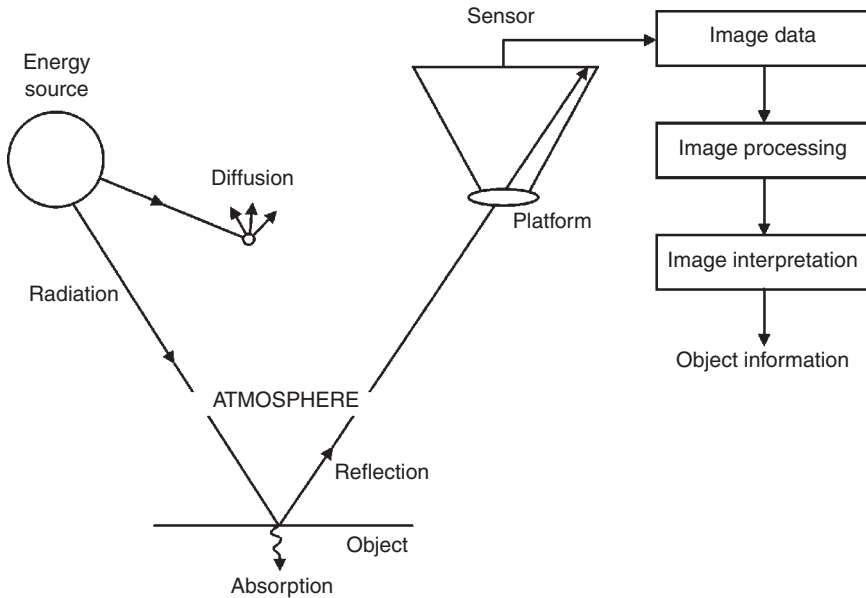 Sensor
Image data
Energy
source
Diffusion
Image processing
Platform
Image interpretation
Radiation
Object information
ATMOSPHERE
Reflection
Object
Absorption